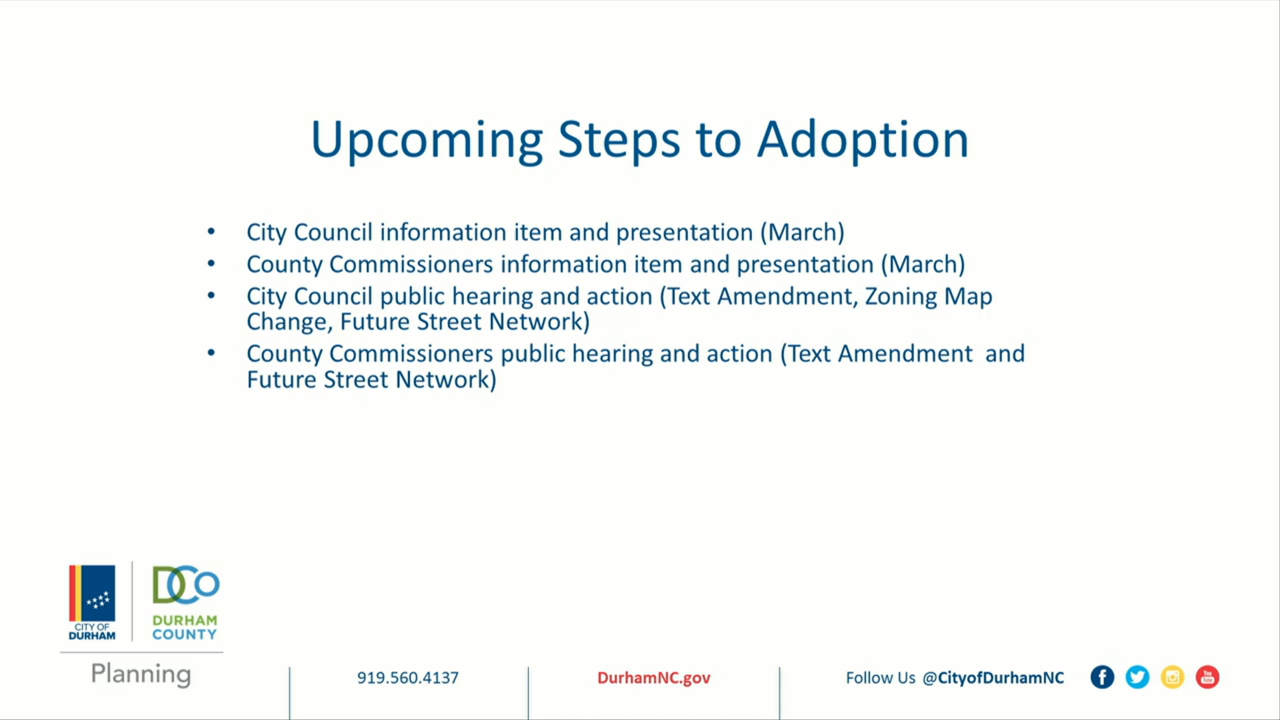 Upcoming Steps to Adoption
• City Council information item and presentation (March)
• County Commissioners information item and presentation (March)
• City Council public hearing and action (Text Amendment, Zoning Map
Change, Future Street Network)
• County Commissioners public hearing and action (Text Amendment  and
Future Street Network)
CITY OF
DURHAM
DCO
DURHAM
COUNTY
Planning
919.560.4137
DurhamNC.gov
Follow Us @CityofDurhamNC